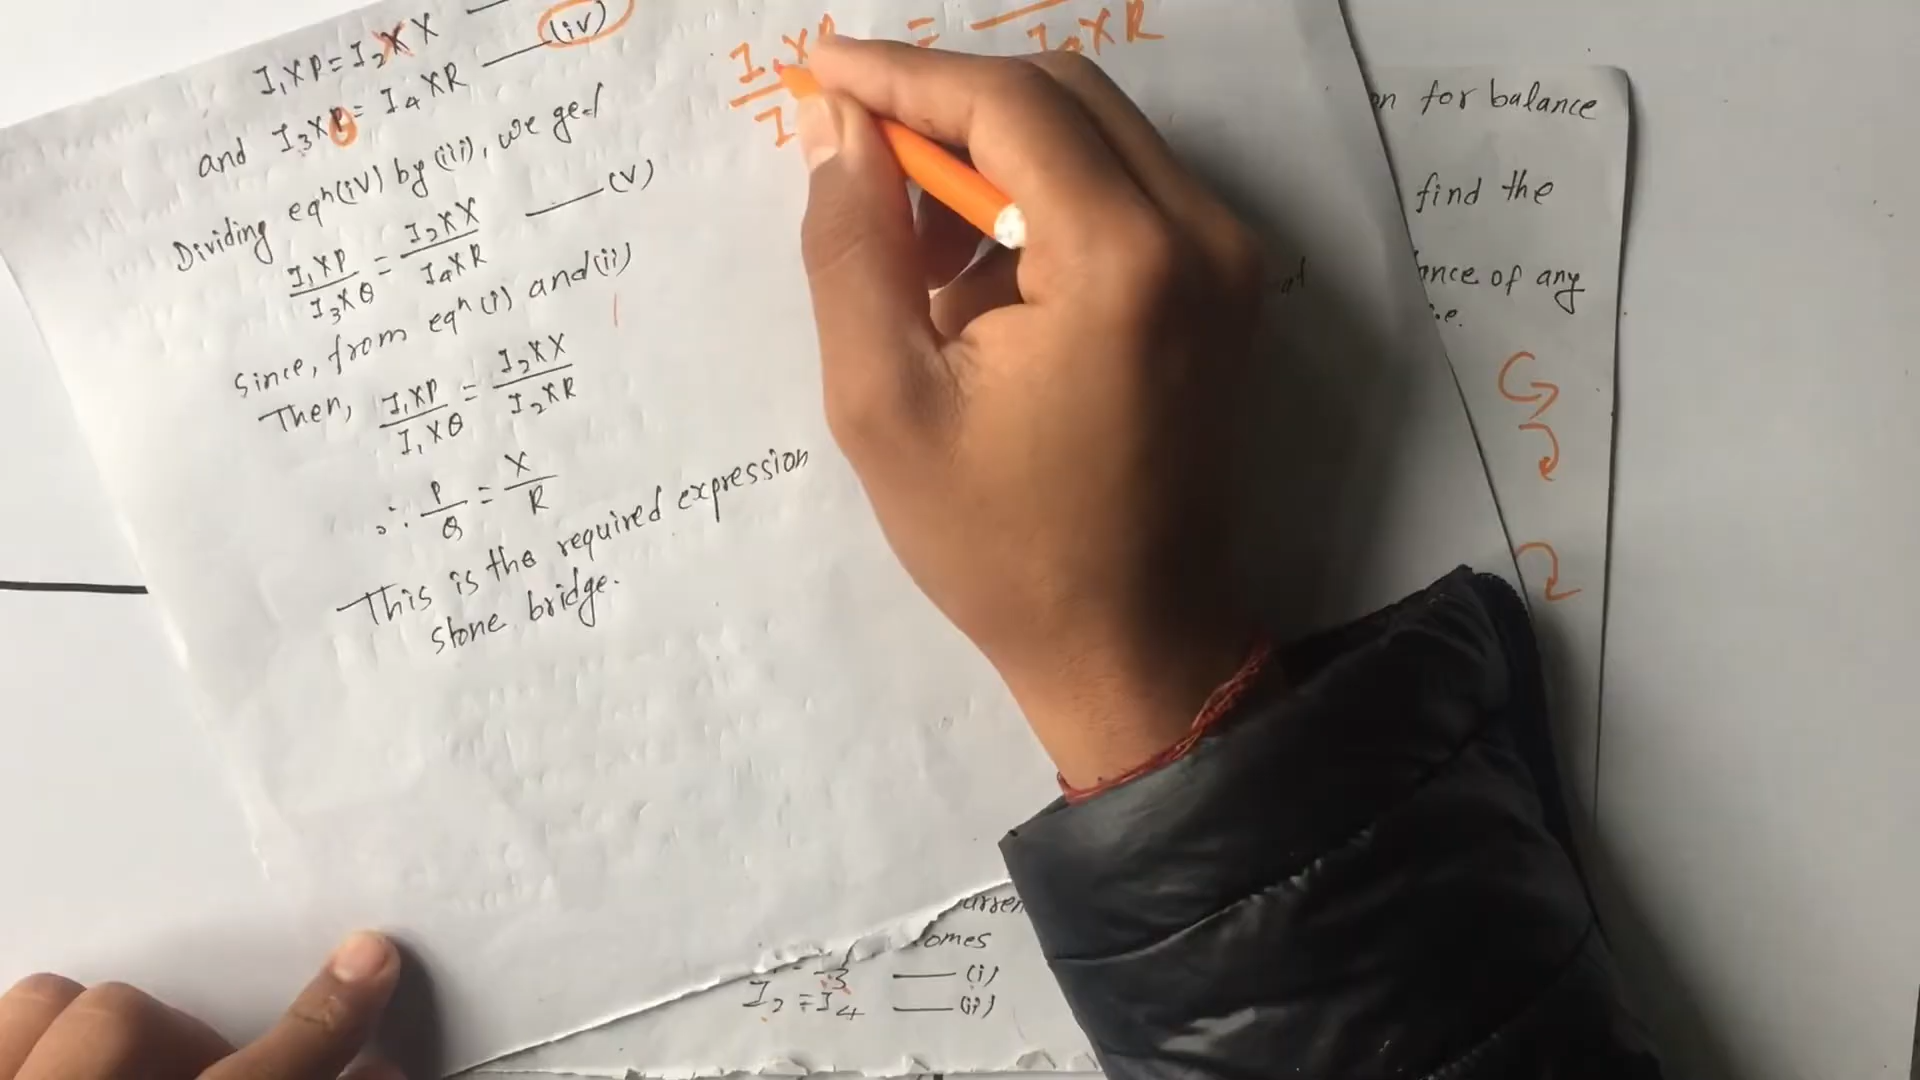 I₁ X P = I₂ X X
and I₃ X Q = I₄ X R —— (iv)
Dividing eqⁿ (iv) by (iii), we get
I₁ X P / I₃ X Q = I₂ X X / I₄ X R —— (v)
Since, from eqⁿ (i) and (ii)
Then, I₁ X P / I₁ X Q = I₂ X X / I₂ X R
∴ P / Q = X / R
This is the required expression
stone bridge.
I₁ X P =
X R
I
for balance
find the
of any
I₂ = I₄ —— (ii)
—— (i)